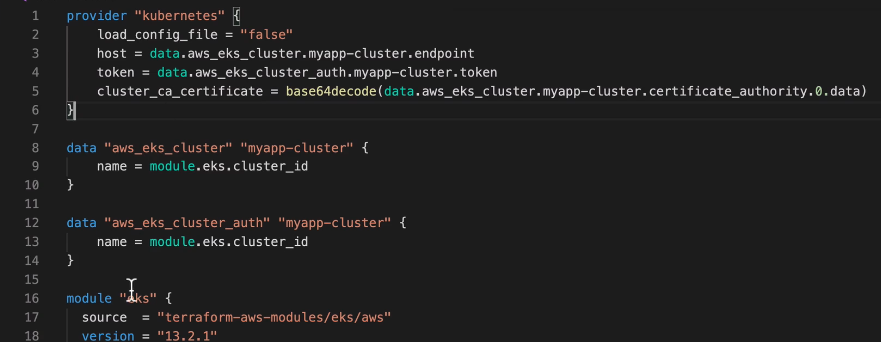 1 provider "kubernetes" {
2 load_config_file = "false"
3 host = data.aws_eks_cluster.myapp-cluster.endpoint
4 token = data.aws_eks_cluster_auth.myapp-cluster.token
5 cluster_ca_certificate = base64decode(data.aws_eks_cluster.myapp-cluster.certificate_authority.0.data)
6 }
7
8 data "aws_eks_cluster" "myapp-cluster" {
9 name = module.eks.cluster_id
10 }
11
12 data "aws_eks_cluster_auth" "myapp-cluster" {
13 name = module.eks.cluster_id
14 }
15
16 module "eks" {
17 source = "terraform-aws-modules/eks/aws"
18 version = "13.2.1"